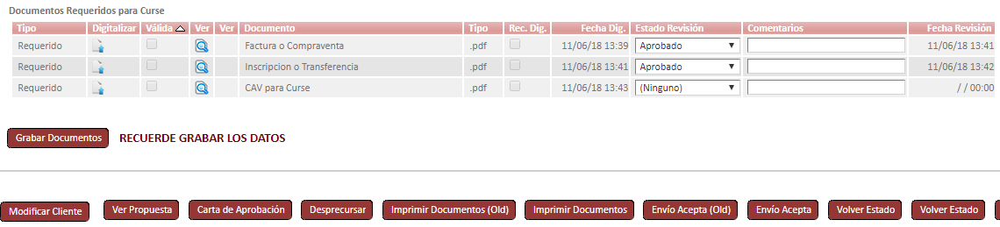 Documentos Requeridos para Curse
Tipo Digitalizar Válida Ver Ver Documento Tipo Rec. Dig. Fecha Dig. Estado Revisión Comentarios Fecha Revisión
Requerido Factura o Compraventa .pdf 11/06/18 13:39 Aprobado 11/06/18 13:41
Requerido Inscripcion o Transferencia .pdf 11/06/18 13:41 Aprobado 11/06/18 13:42
Requerido CAV para Curse .pdf 11/06/18 13:43 (Ninguno) / / 00:00
Grabar Documentos RECUERDE GRABAR LOS DATOS
Modificar Cliente Ver Propuesta Carta de Aprobación Desprecursar Imprimir Documentos (Old) Imprimir Documentos Envío Acepta (Old) Envío Acepta Volver Estado Volver Estado